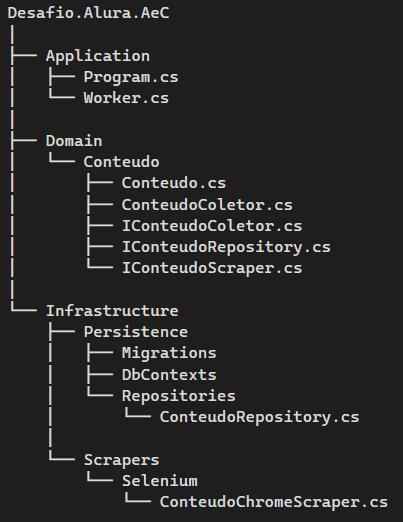 Desafio.Alura.AeC
│
├── Application
│   ├── Program.cs
│   └── Worker.cs
│
├── Domain
│   └── Conteudo
│       ├── Conteudo.cs
│       ├── ConteudoColetor.cs
│       ├── IConteudoColetor.cs
│       ├── IConteudoRepository.cs
│       └── IConteudoScraper.cs
│
└── Infrastructure
    ├── Persistence
    │   ├── Migrations
    │   ├── DbContexts
    │   └── Repositories
    │       └── ConteudoRepository.cs
    │
    └── Scrapers
        └── Selenium
            └── ConteudoChromeScraper.cs